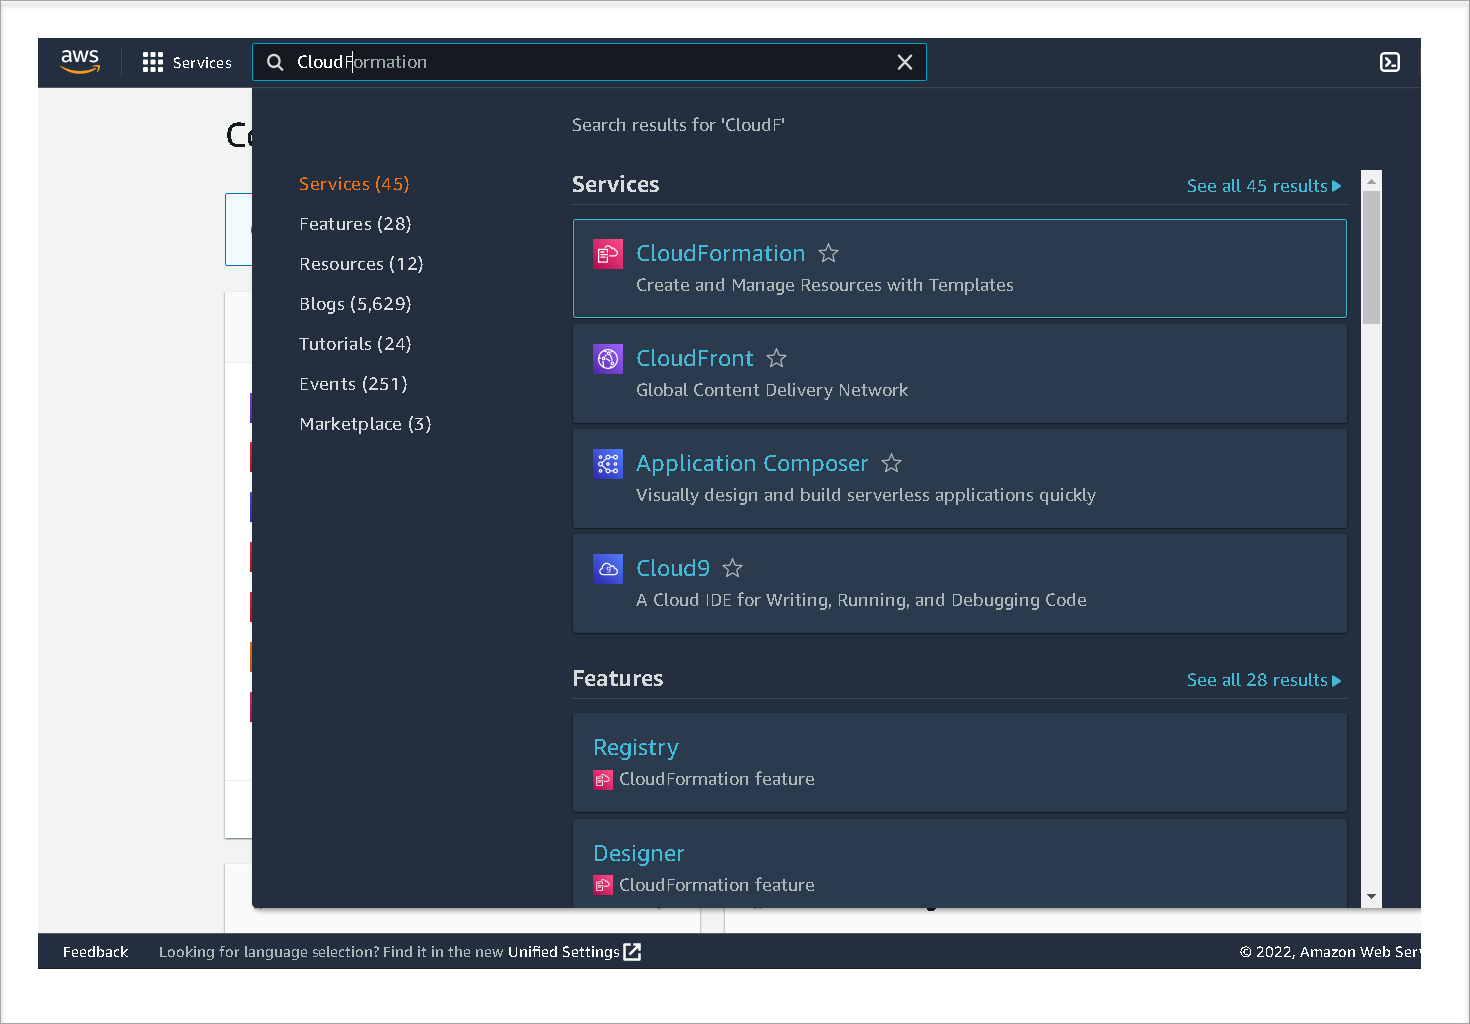 aws
Services
CloudFormation
Co
Search results for 'CloudF'
Services (45)
Features (28)
Resources (12)
Blogs (5,629)
Tutorials (24)
Events (251)
Marketplace (3)
Services
See all 45 results
CloudFormation
Create and Manage Resources with Templates
CloudFront
Global Content Delivery Network
Application Composer
Visually design and build serverless applications quickly
Cloud9
A Cloud IDE for Writing, Running, and Debugging Code
Features
See all 28 results
Registry
CloudFormation feature
Designer
CloudFormation feature
Feedback
Looking for language selection? Find it in the new Unified Settings
© 2022, Amazon Web Serv